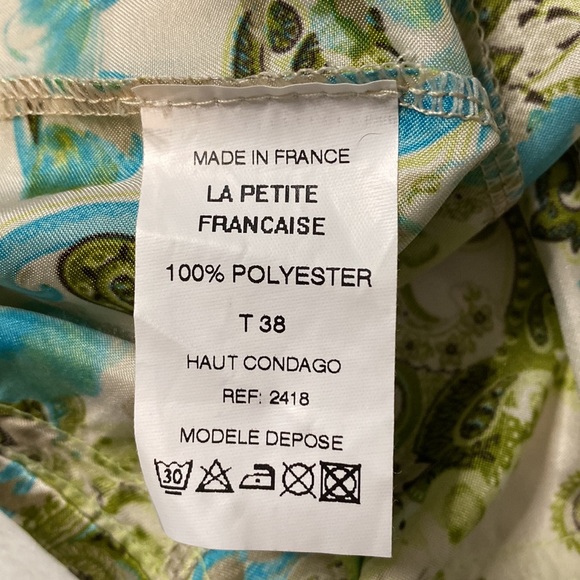 MADE IN FRANCE
LA PETITE
FRANCAISE
100% POLYESTER
T 38
HAUT CONDAGO
REF: 2418
MODELE DEPOSE
30